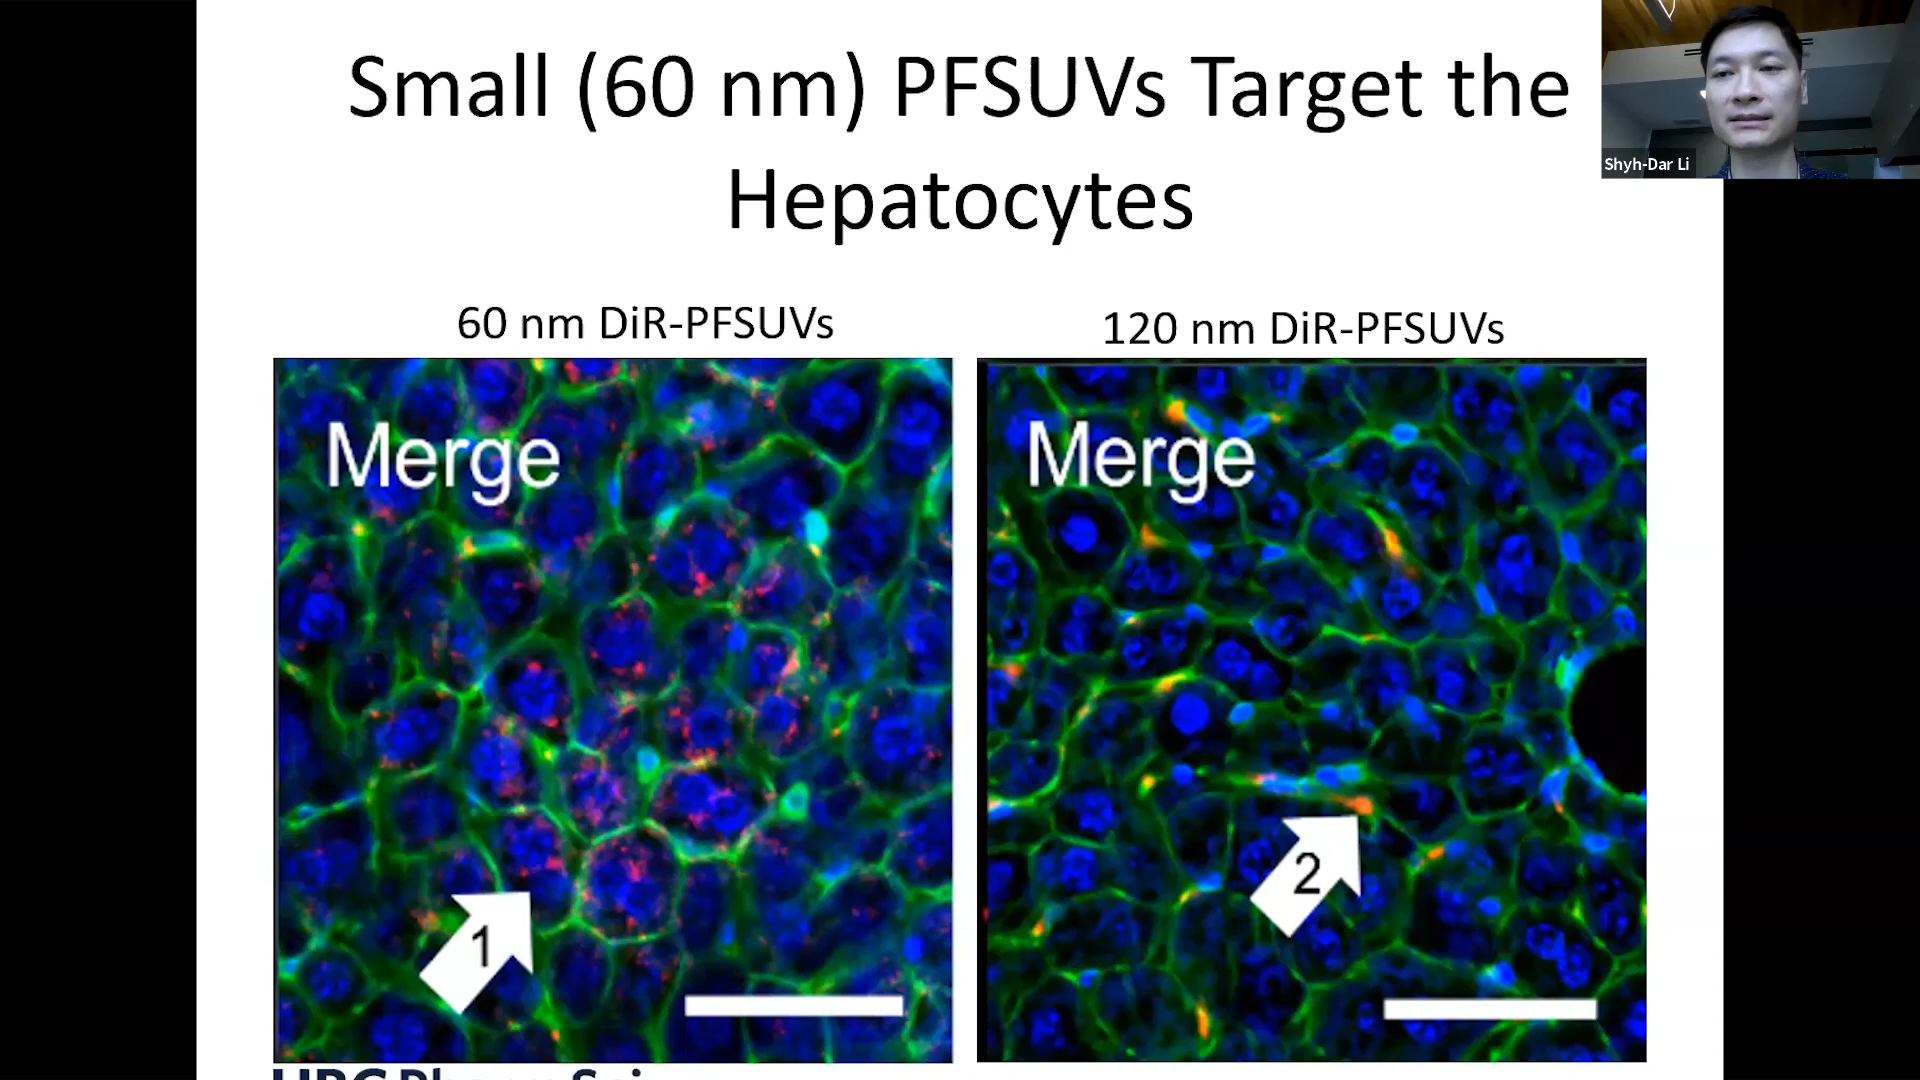 Small (60 nm) PFSUVs Target the
Hepatocytes
Shyh-Dar Li
60 nm DiR-PFSUVs
120 nm DiR-PFSUVs
Merge
Merge
1
2